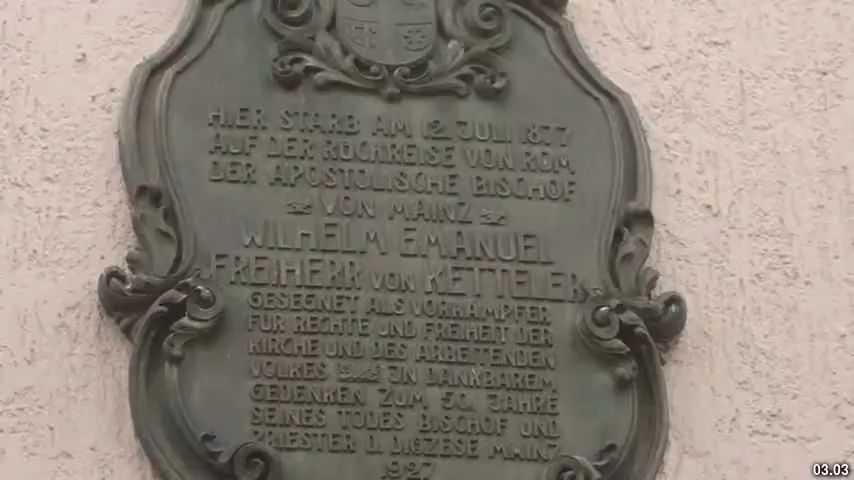 HIER STARB AM 12. JULI 1877
AUF DER RÜCKREISE VON ROM
DER APOSTOLISCHE BISCHOF
VON MAINZ
WILHELM EMANUEL
FREIHERR VON KETTELER
GESEGNET ALS VORKÄMPFER
FÜR RECHTE UND FREIHEIT DER
KIRCHE UND DES ARBEITENDEN
VOLKES IN DANKBAREM
GEDENKEN ZUM 50. JAHRE
SEINES TODES BISCHOF UND
PRIESTER D. DIÖZESE MAINZ
1927
03.03